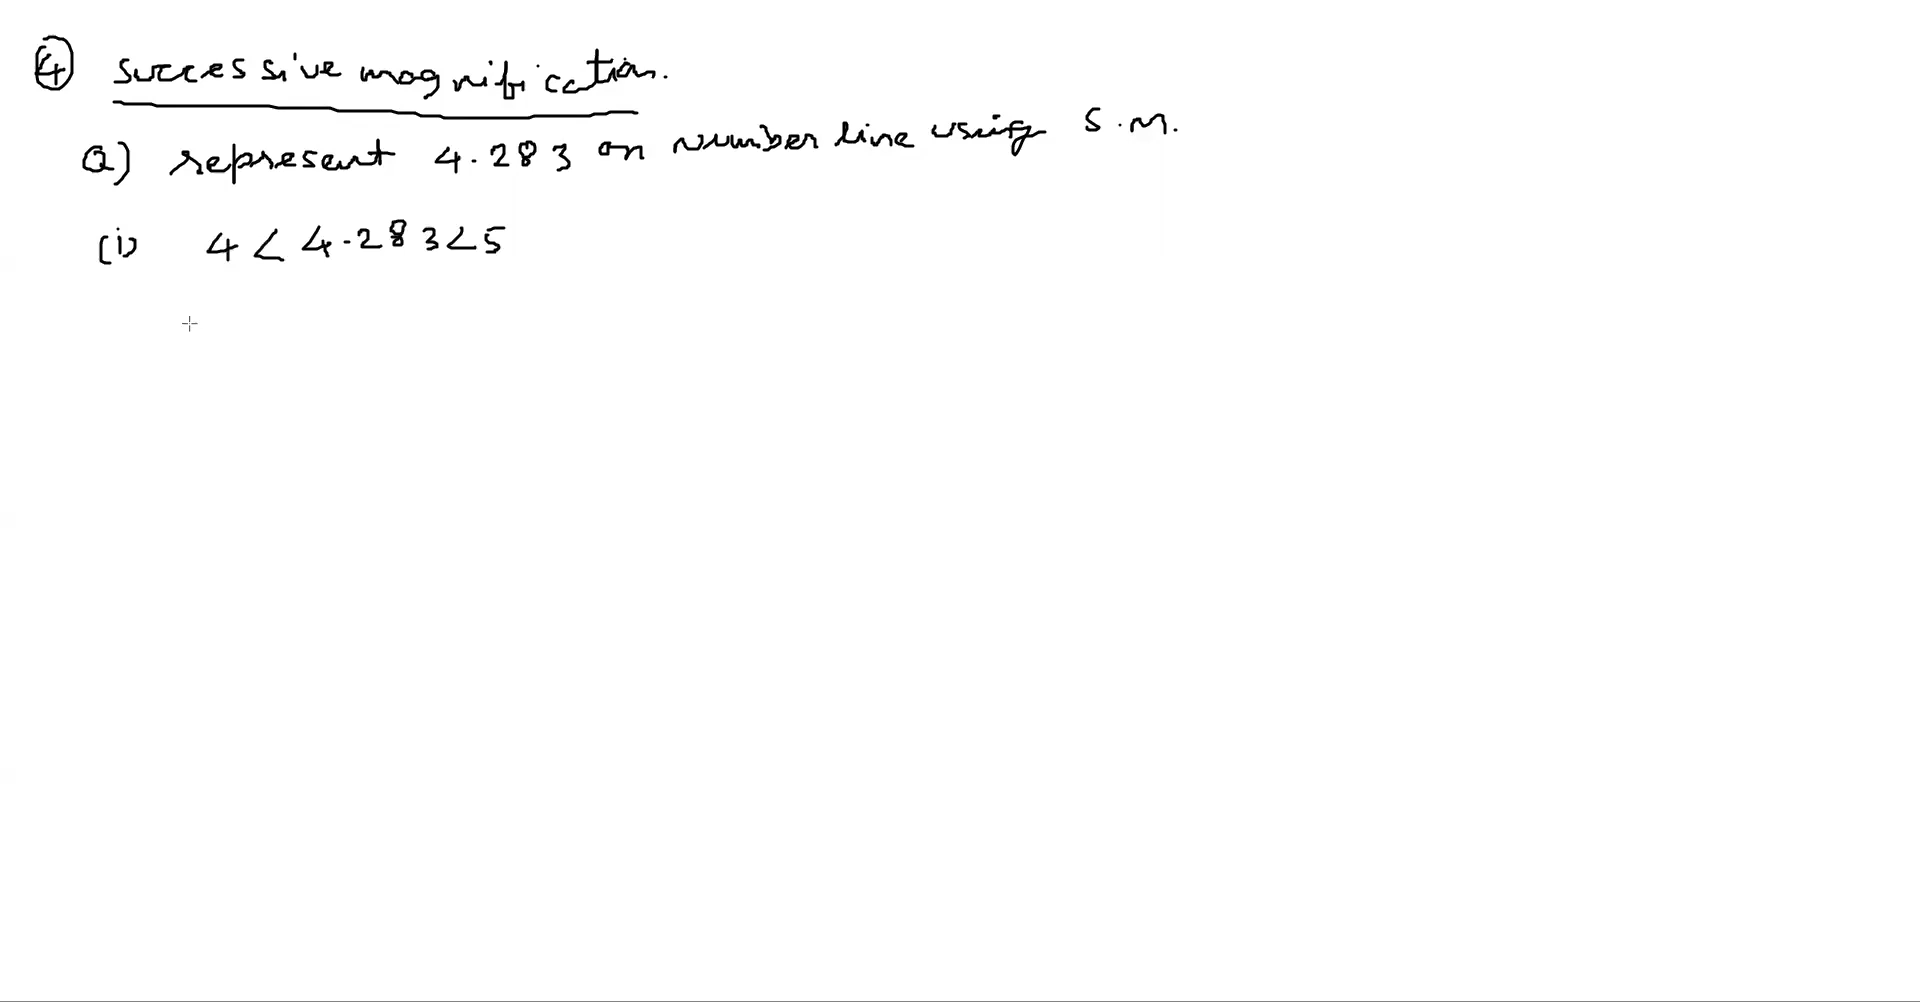 ④ successive magnification.
Q) represent 4.283 on number line using S.M.
(i) 4 < 4.283 < 5